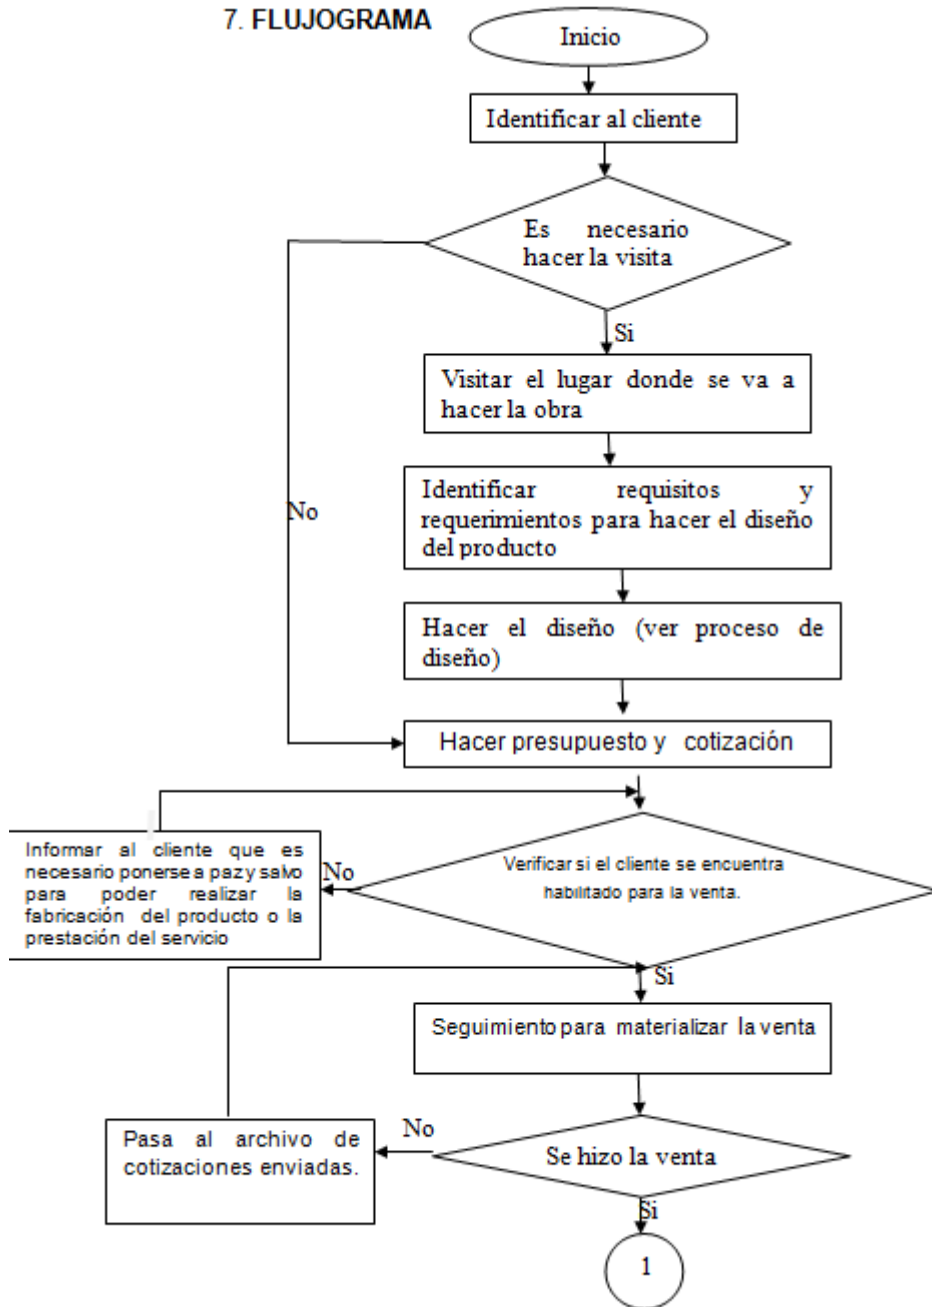 7. FLUJOGRAMA
Inicio
Identificar al cliente
Es necesario
hacer la visita
Si
Visitar el lugar donde se va a
hacer la obra
No
Identificar requisitos y
requerimientos para hacer el diseño
del producto
Hacer el diseño (ver proceso de
diseño)
Hacer presupuesto y cotización
Verificar si el cliente se encuentra
habilitado para la venta.
No
Informar al cliente que es
necesario ponerse a paz y salvo
para poder realizar la
fabricación del producto o la
prestación del servicio
Si
Seguimiento para materializar la venta
Se hizo la venta
No
Pasa al archivo de
cotizaciones enviadas.
Si
1